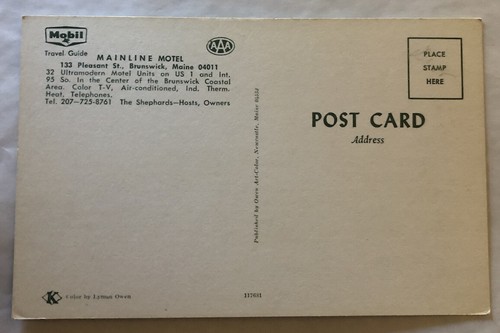 Mobil
Travel Guide
AAA
MAINLINE MOTEL
133 Pleasant St., Brunswick, Maine 04011
32 Ultramodern Motel Units on US 1 and Int.
95 So. In the Center of the Brunswick Coastal
Area. Color T-V, Air-conditioned, Ind. Therm.
Heat, Telephones.
Tel. 207-725-8761 The Shephards—Hosts, Owners
PLACE
STAMP
HERE
POST CARD
Address
Published by Owen Art-Color, Newcastle, Maine
K
Color by Lyman Owen